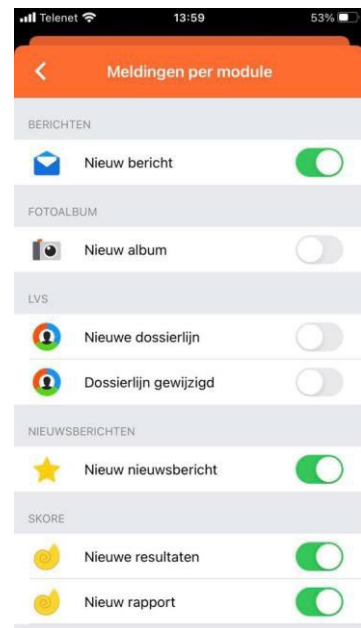 Telenet 13:59 53%
Meldingen per module
BERICHTEN
Nieuw bericht
FOTOALBUM
Nieuw album
LVS
Nieuwe dossierlijn
Dossierlijn gewijzigd
NIEUWSBERICHTEN
Nieuw nieuwsbericht
SKORE
Nieuwe resultaten
Nieuw rapport